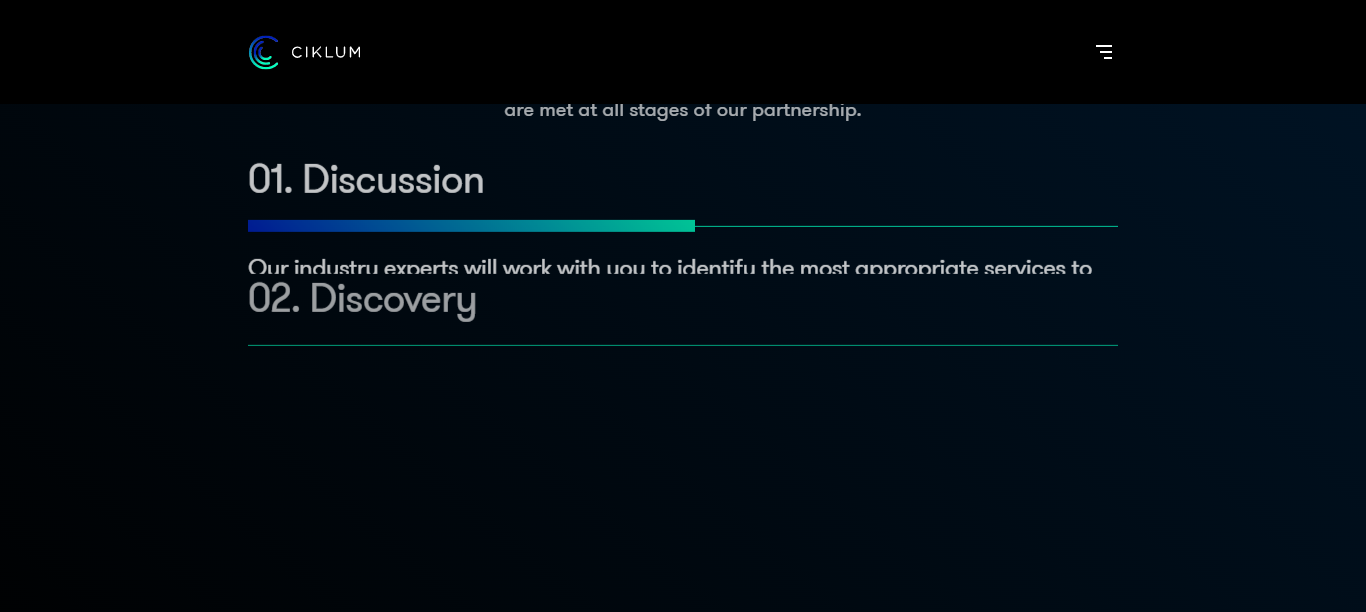 CIKLUM
are met at all stages of our partnership.
01. Discussion
Our industry experts will work with you to identify the most appropriate services to
02. Discovery